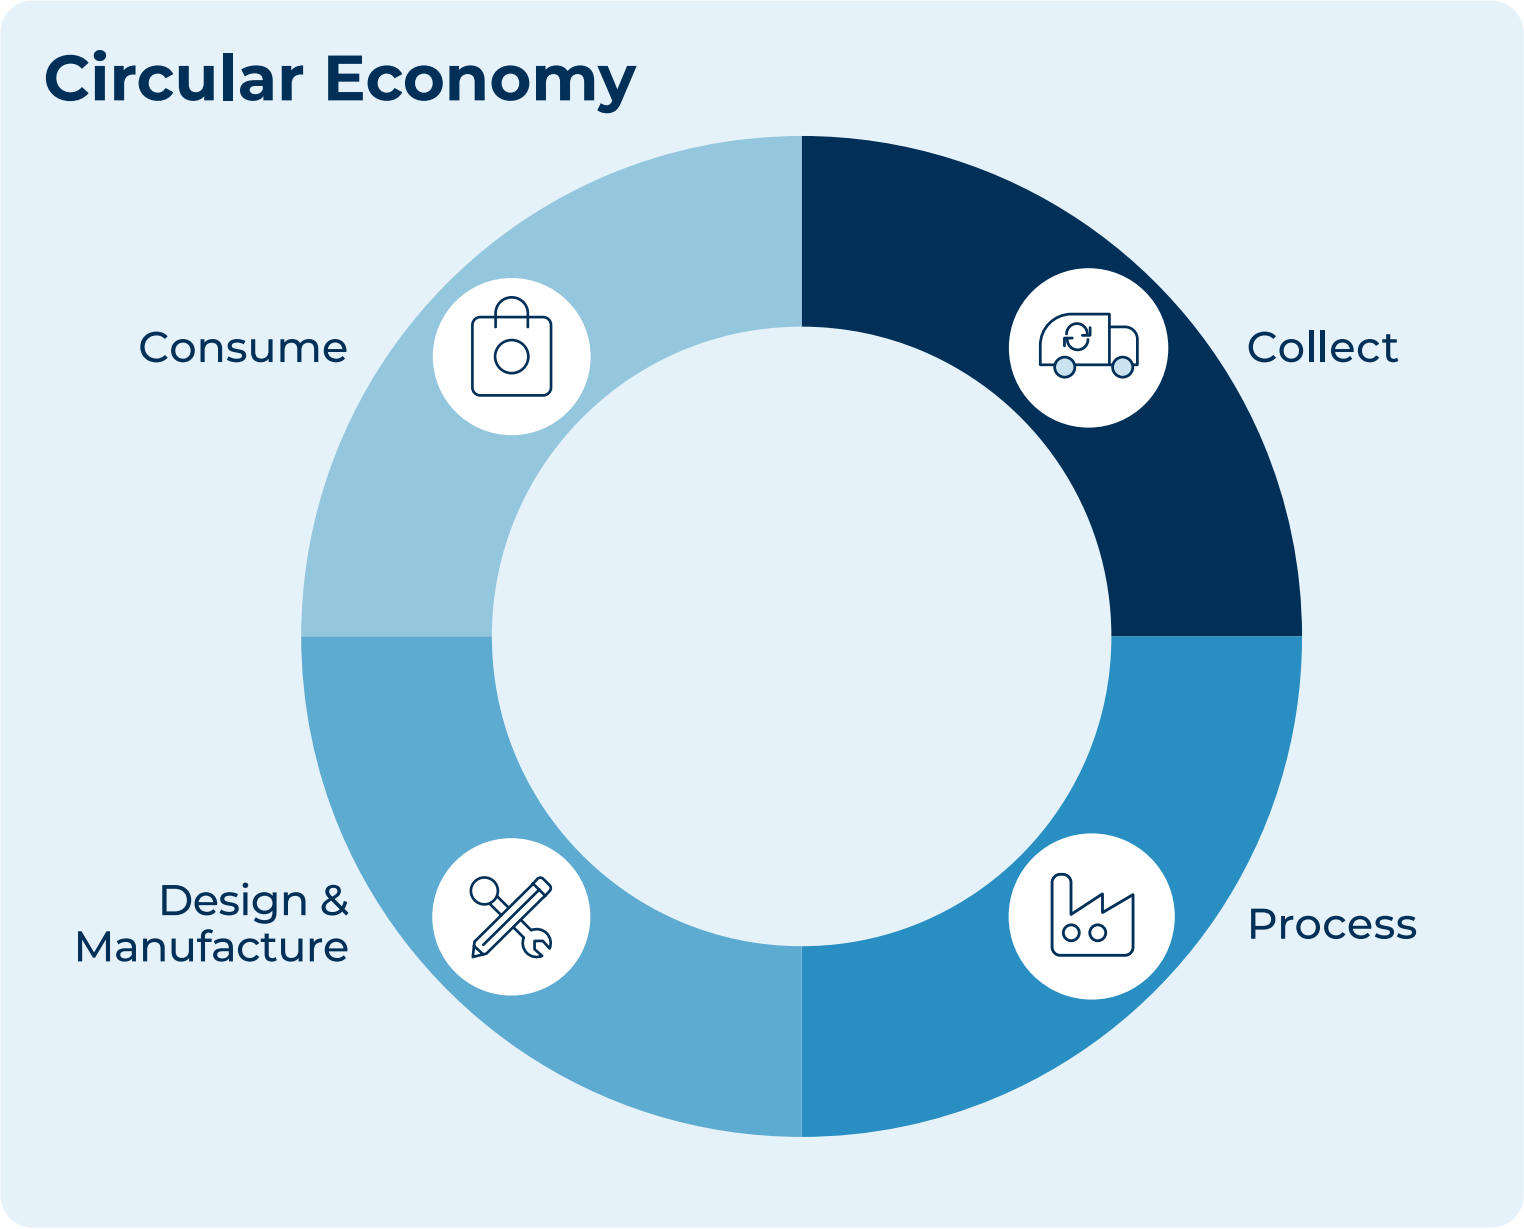 Circular Economy
Consume
Collect
Design &
Manufacture
Process